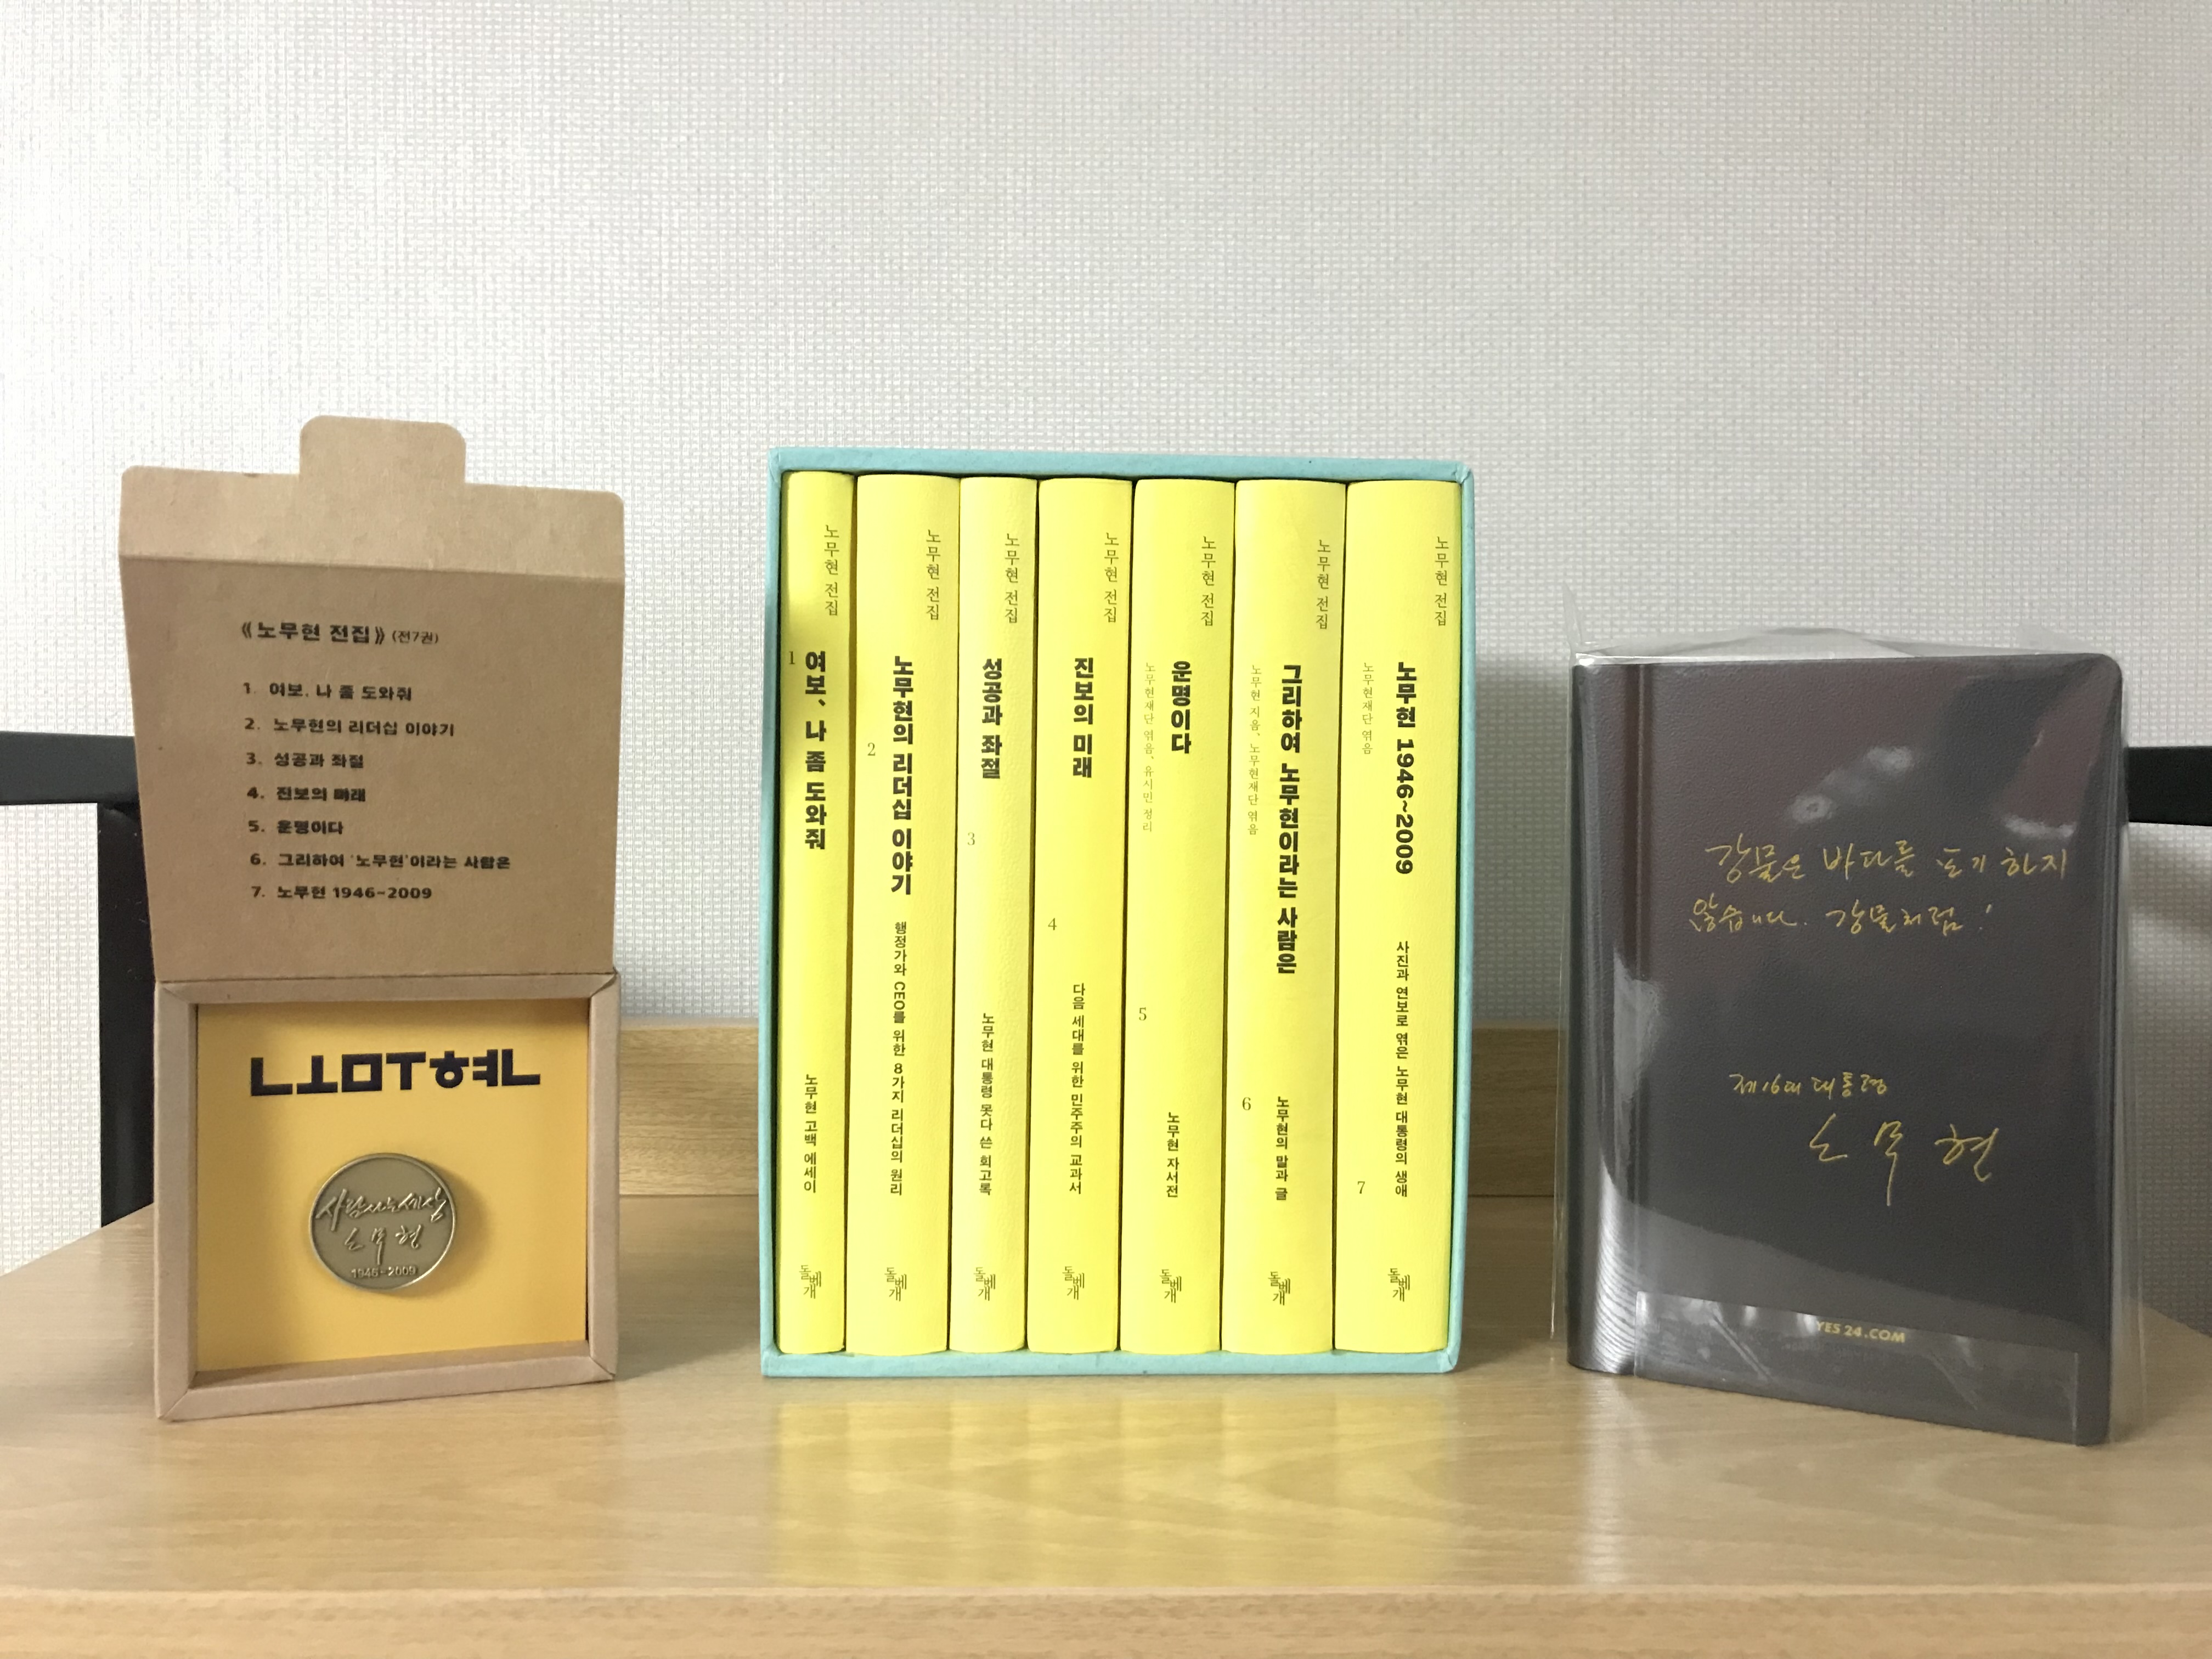 《노무현 전집》 (전7권)
1. 여보, 나 좀 도와줘
2. 노무현의 리더십 이야기
3. 성공과 좌절
4. 진보의 미래
5. 운명이다
6. 그리하여 '노무현'이라는 사람은
7. 노무현 1946-2009
ㄴㅗㅁㅜ혀ㄴ
사람사는세상
노무현
1946-2009
노무현 전집
1
여보, 나 좀 도와줘
노무현 고백 에세이
돌베개
노무현 전집
2
노무현의 리더십 이야기
행정가와 CEO를 위한 8가지 리더십의 원리
돌베개
노무현 전집
3
성공과 좌절
노무현 대통령 못다 쓴 회고록
돌베개
노무현 전집
4
진보의 미래
다음 세대를 위한 민주주의 교과서
돌베개
노무현 전집
5
운명이다
노무현재단 엮음, 유시민 정리
노무현 자서전
돌베개
노무현 전집
6
그리하여 노무현이라는 사람은
노무현 지음, 노무현재단 엮음
노무현의 말과 글
돌베개
노무현 전집
7
노무현 1946~2009
노무현재단 엮음
사진과 연보로 엮은 노무현 대통령의 생애
돌베개
강물은 바다를 포기 하지
않습니다. 강물처럼!
제16대 대통령
노무현
YES24.COM